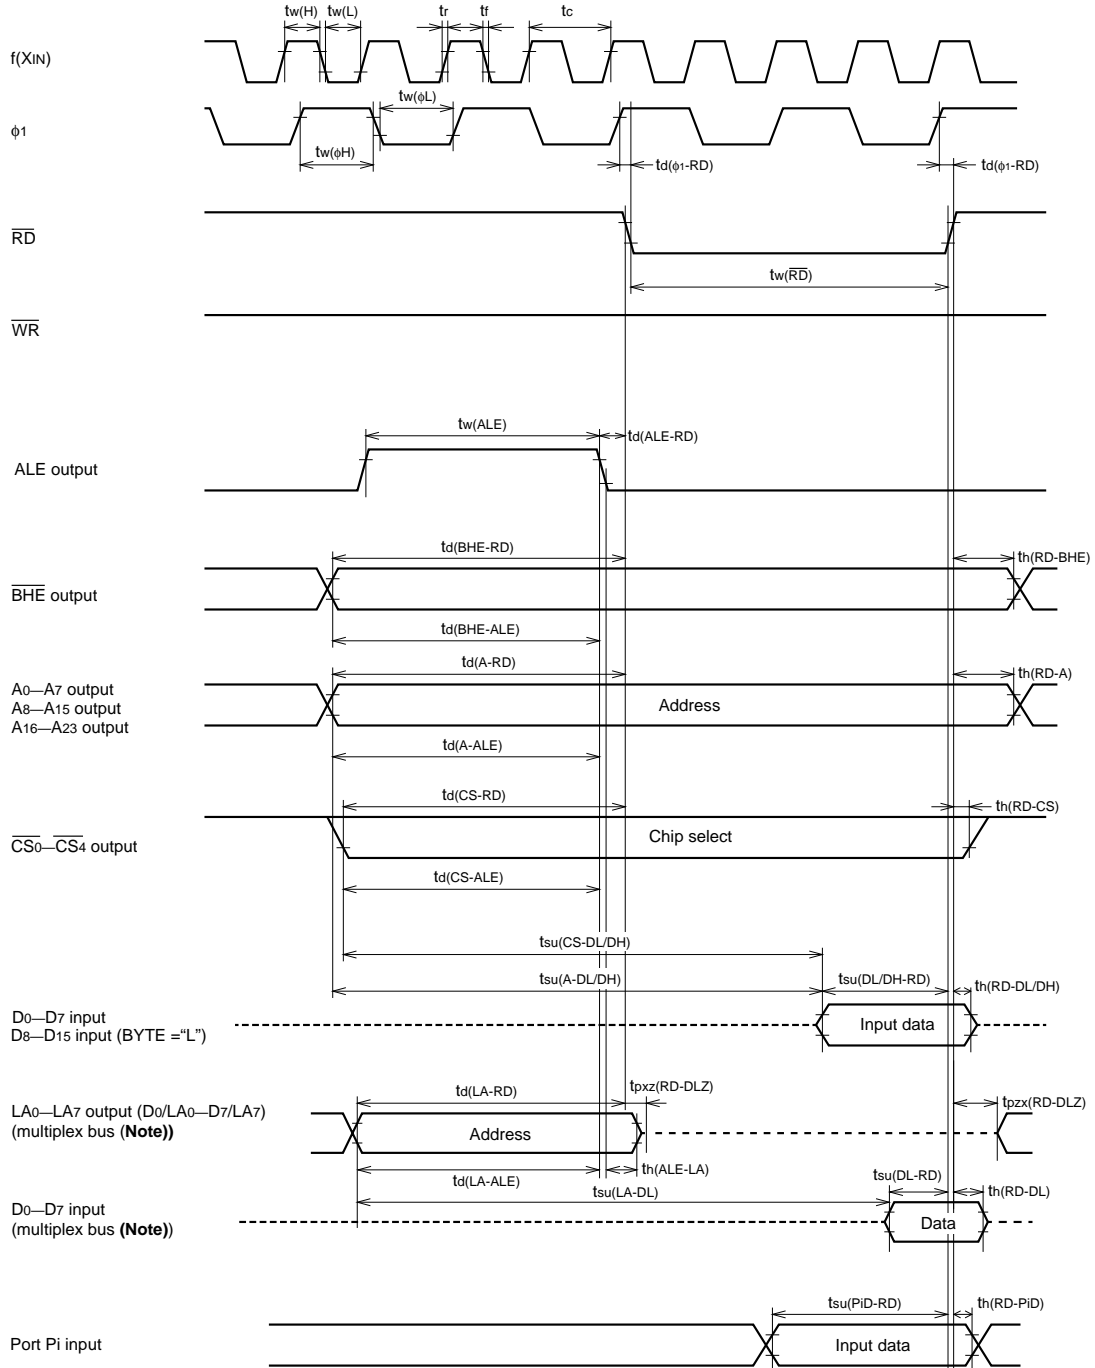 tw(H) tw(L) tr tf tc
f(XIN)
tw(ϕL)
ϕ1
tw(ϕH) td(ϕ1-RD) td(ϕ1-RD)
RD
tw(RD)
WR
tw(ALE)
td(ALE-RD)
ALE output
td(BHE-RD)
th(RD-BHE)
BHE output
td(BHE-ALE)
td(A-RD)
th(RD-A)
A0—A7 output
A8—A15 output
A16—A23 output
Address
td(A-ALE)
td(CS-RD)
th(RD-CS)
CS0—CS4 output
Chip select
td(CS-ALE)
tsu(CS-DL/DH)
tsu(A-DL/DH) tsu(DL/DH-RD)
th(RD-DL/DH)
D0—D7 input
D8—D15 input (BYTE =“L”)
Input data
tpxz(RD-DLZ)
td(LA-RD)
tpzx(RD-DLZ)
LA0—LA7 output (D0/LA0—D7/LA7)
(multiplex bus (Note))
Address
th(ALE-LA)
td(LA-ALE)
tsu(DL-RD)
tsu(LA-DL)
th(RD-DL)
D0—D7 input
(multiplex bus (Note))
Data
tsu(PiD-RD) th(RD-PiD)
Port Pi input
Input data